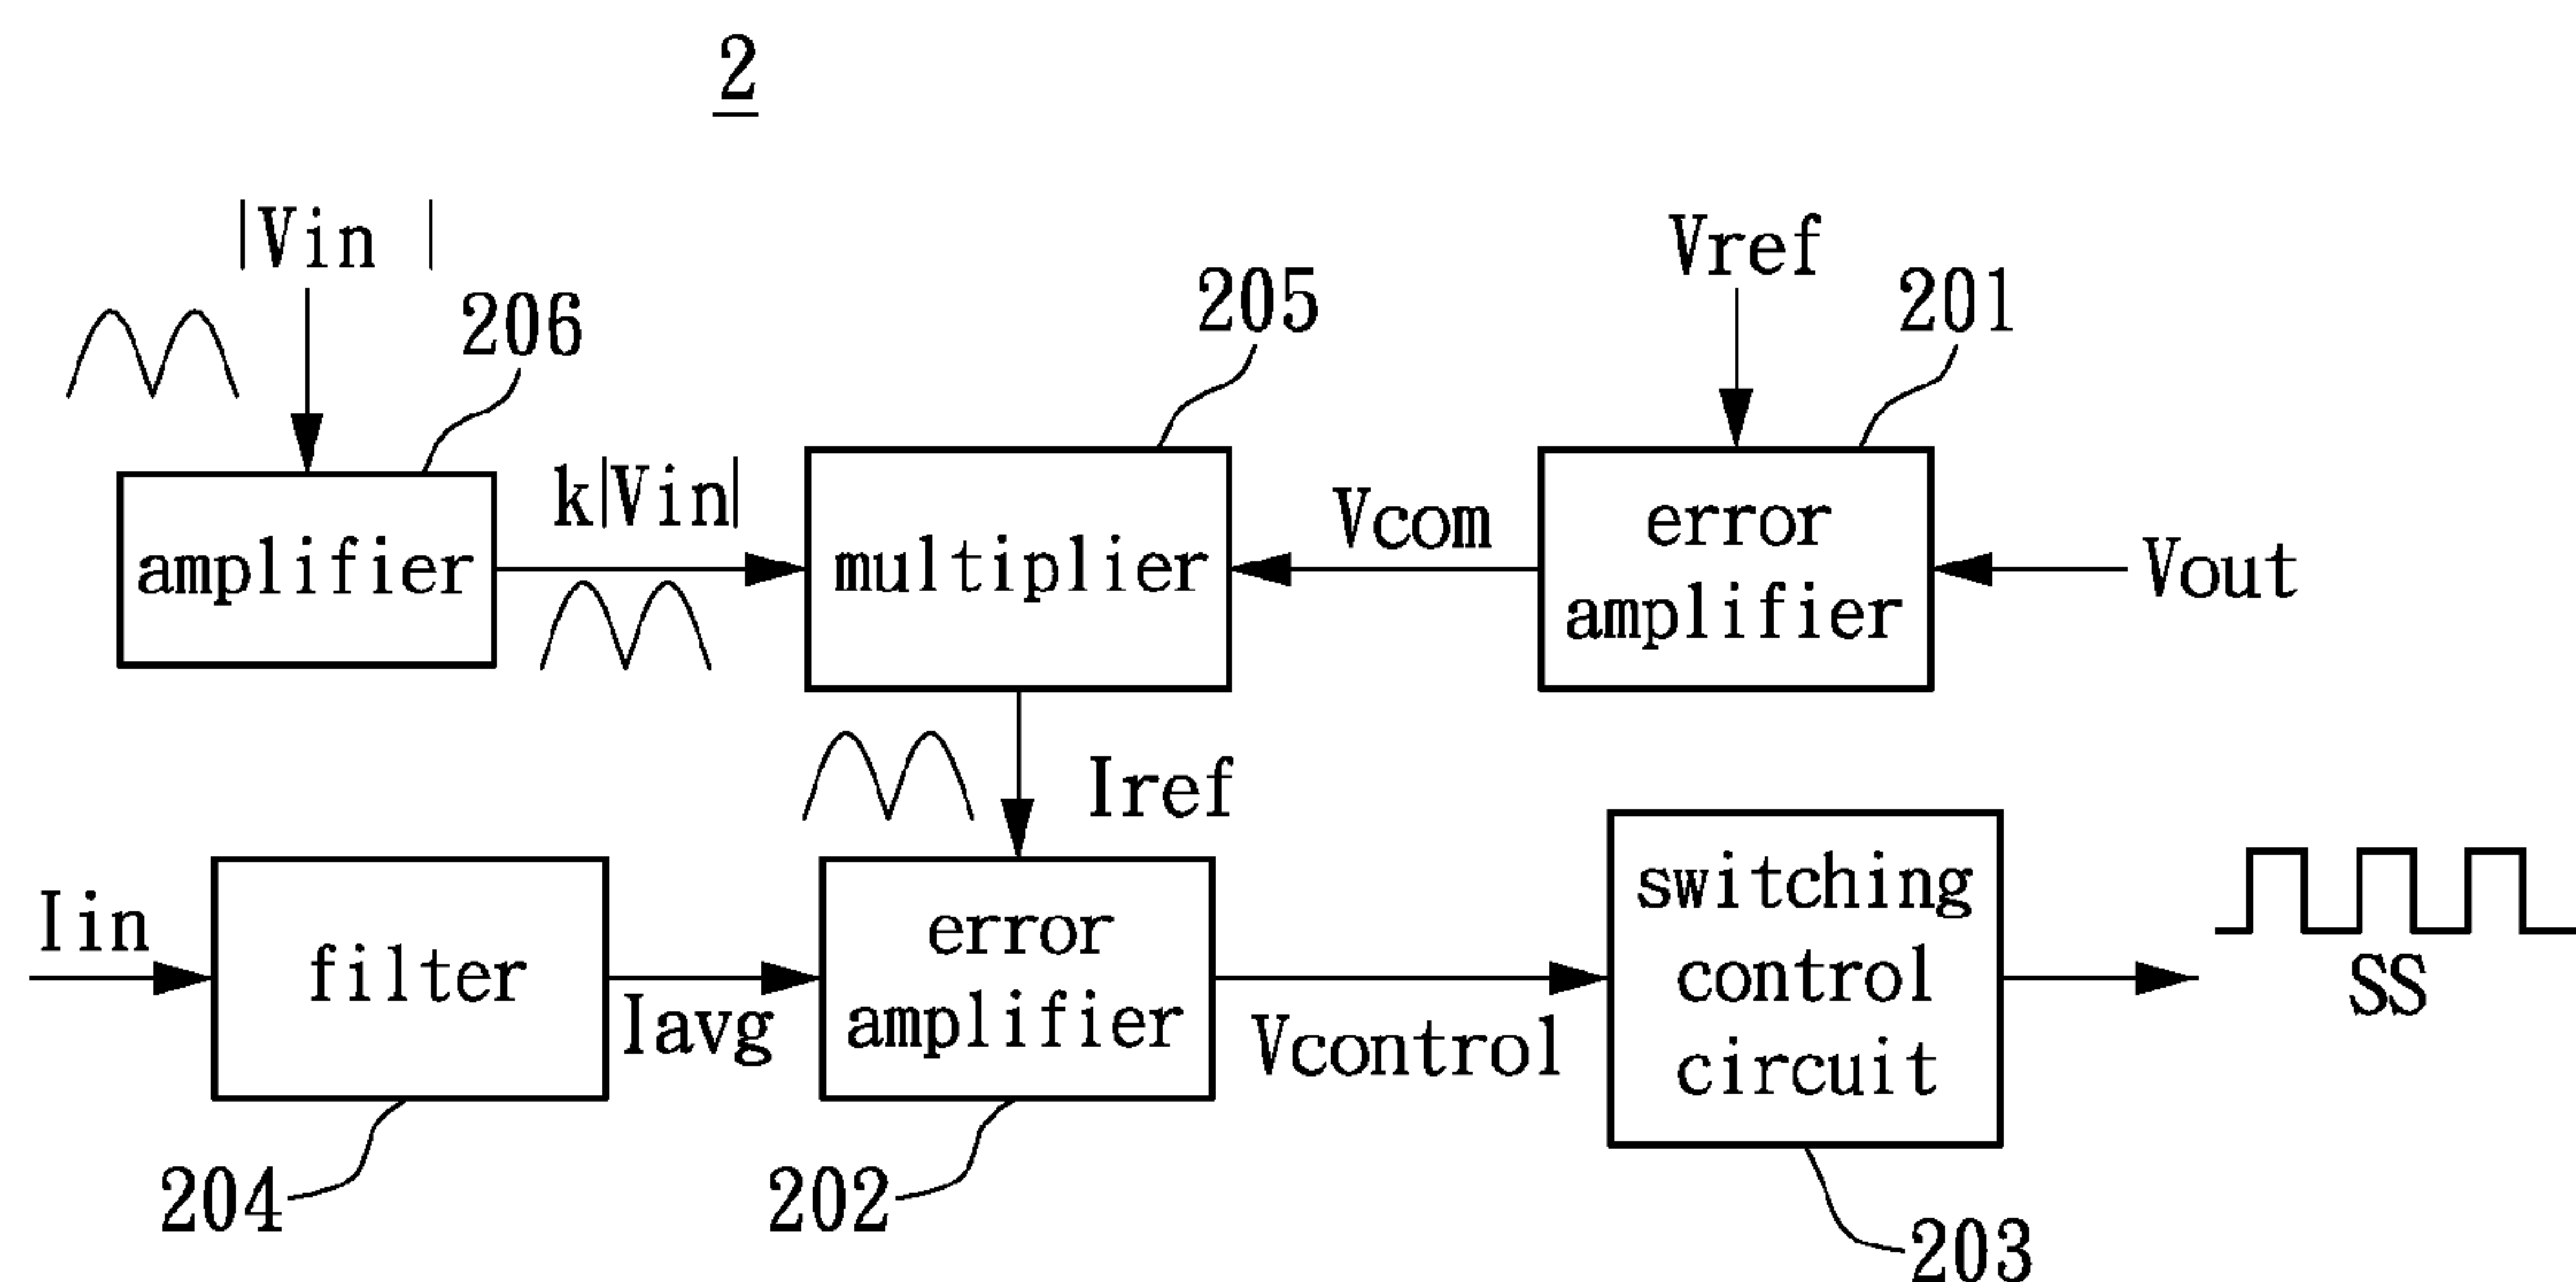 2
|Vin |
Vref
206
205
201
k|Vin|
Vcom
amplifier
multiplier
error
amplifier
Vout
Iref
Iin
filter
Iavg
error
amplifier
Vcontrol
switching
control
circuit
SS
204
202
203